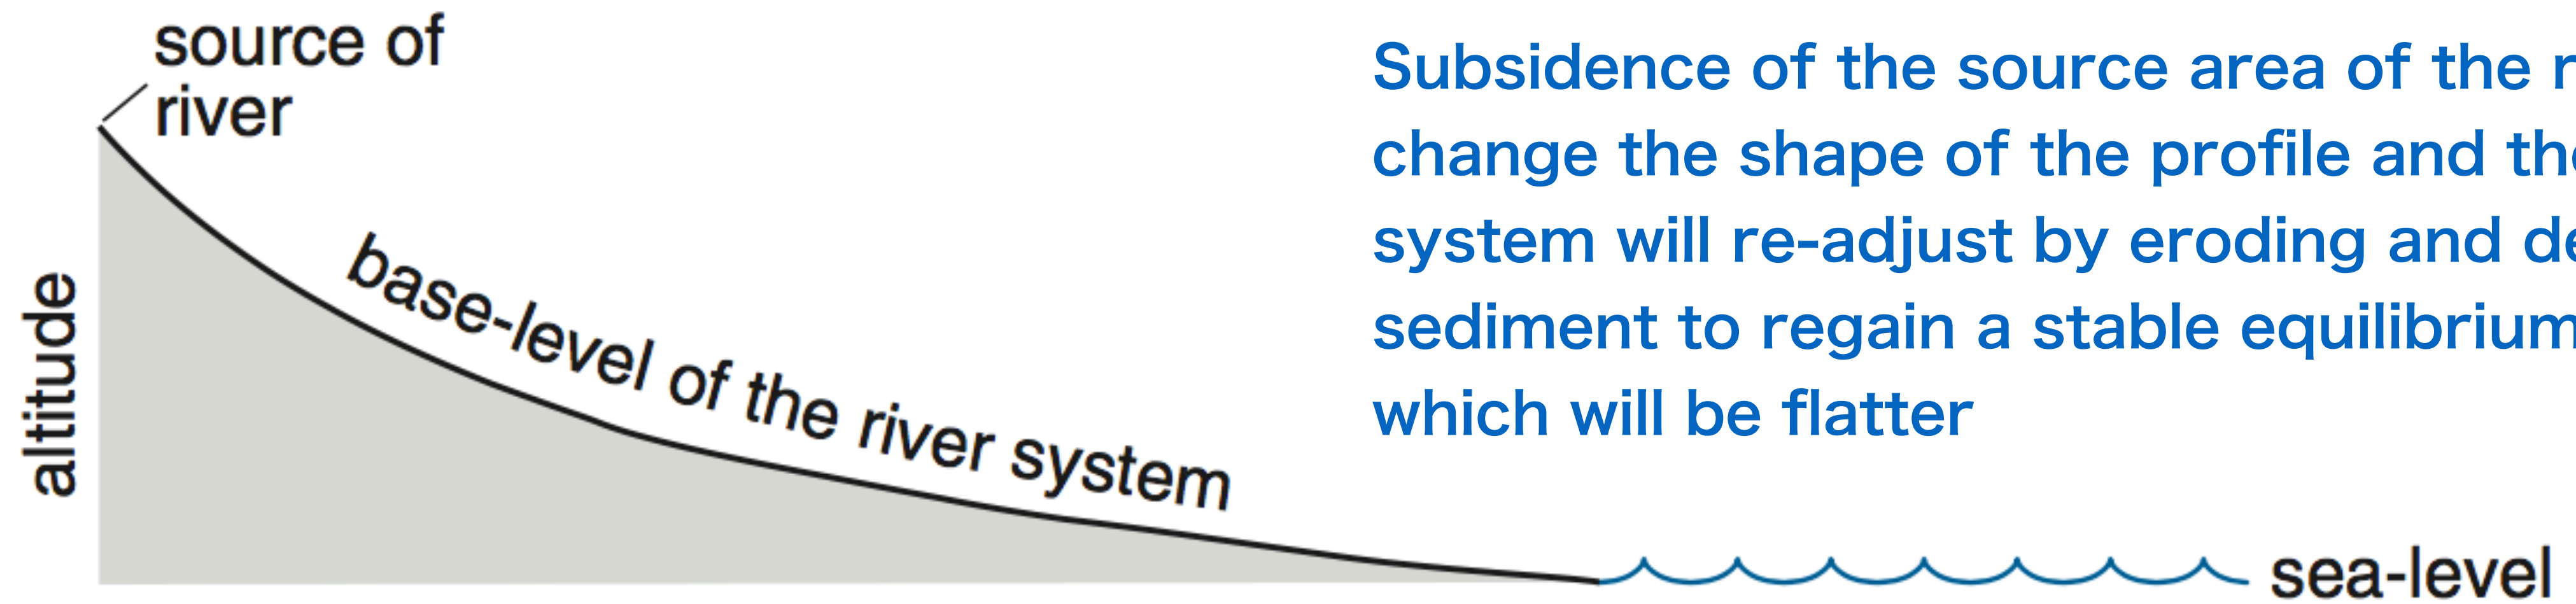 source of
river
altitude
base-level of the river system
Subsidence of the source area of the
change the shape of the profile and
system will re-adjust by eroding and
sediment to regain a stable equilibrium
which will be flatter
sea-level